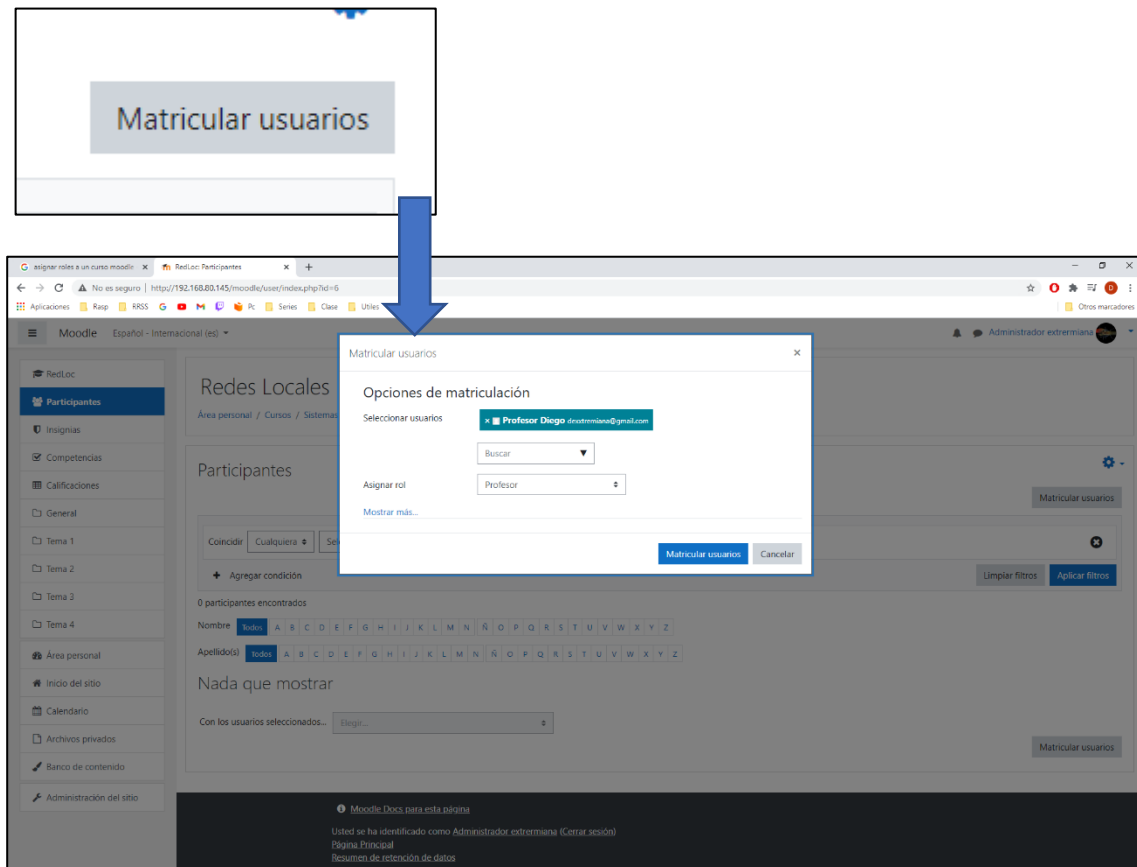 Matricular usuarios
asignar roles a un curso moodle
RedLoc: Participantes
No es seguro | http://192.168.80.145/moodle/user/index.php?id=6
Aplicaciones Rasp RRSS Pc Series Clase Utiles Otros marcadores
Moodle Español - Internacional (es) Administrador extrermiana
RedLoc
Participantes
Insignias
Competencias
Calificaciones
General
Tema 1
Tema 2
Tema 3
Tema 4
Área personal
Inicio del sitio
Calendario
Archivos privados
Banco de contenido
Administración del sitio
Redes Locales
Área personal / Cursos / Sistemas
Matricular usuarios
Opciones de matriculación
Seleccionar usuarios
× Profesor Diego dexxtremiana@gmail.com
Buscar
Asignar rol Profesor
Mostrar más...
Matricular usuarios Cancelar
Participantes
Matricular usuarios
Coincidir Cualquiera
Agregar condición
Limpiar filtros Aplicar filtros
0 participantes encontrados
Nombre Todos A B C D E F G H I J K L M N Ñ O P Q R S T U V W X Y Z
Apellido(s) Todos A B C D E F G H I J K L M N Ñ O P Q R S T U V W X Y Z
Nada que mostrar
Con los usuarios seleccionados... Elegir...
Matricular usuarios
Moodle Docs para esta página
Usted se ha identificado como Administrador extrermiana (Cerrar sesión)
Página Principal
Resumen de retención de datos